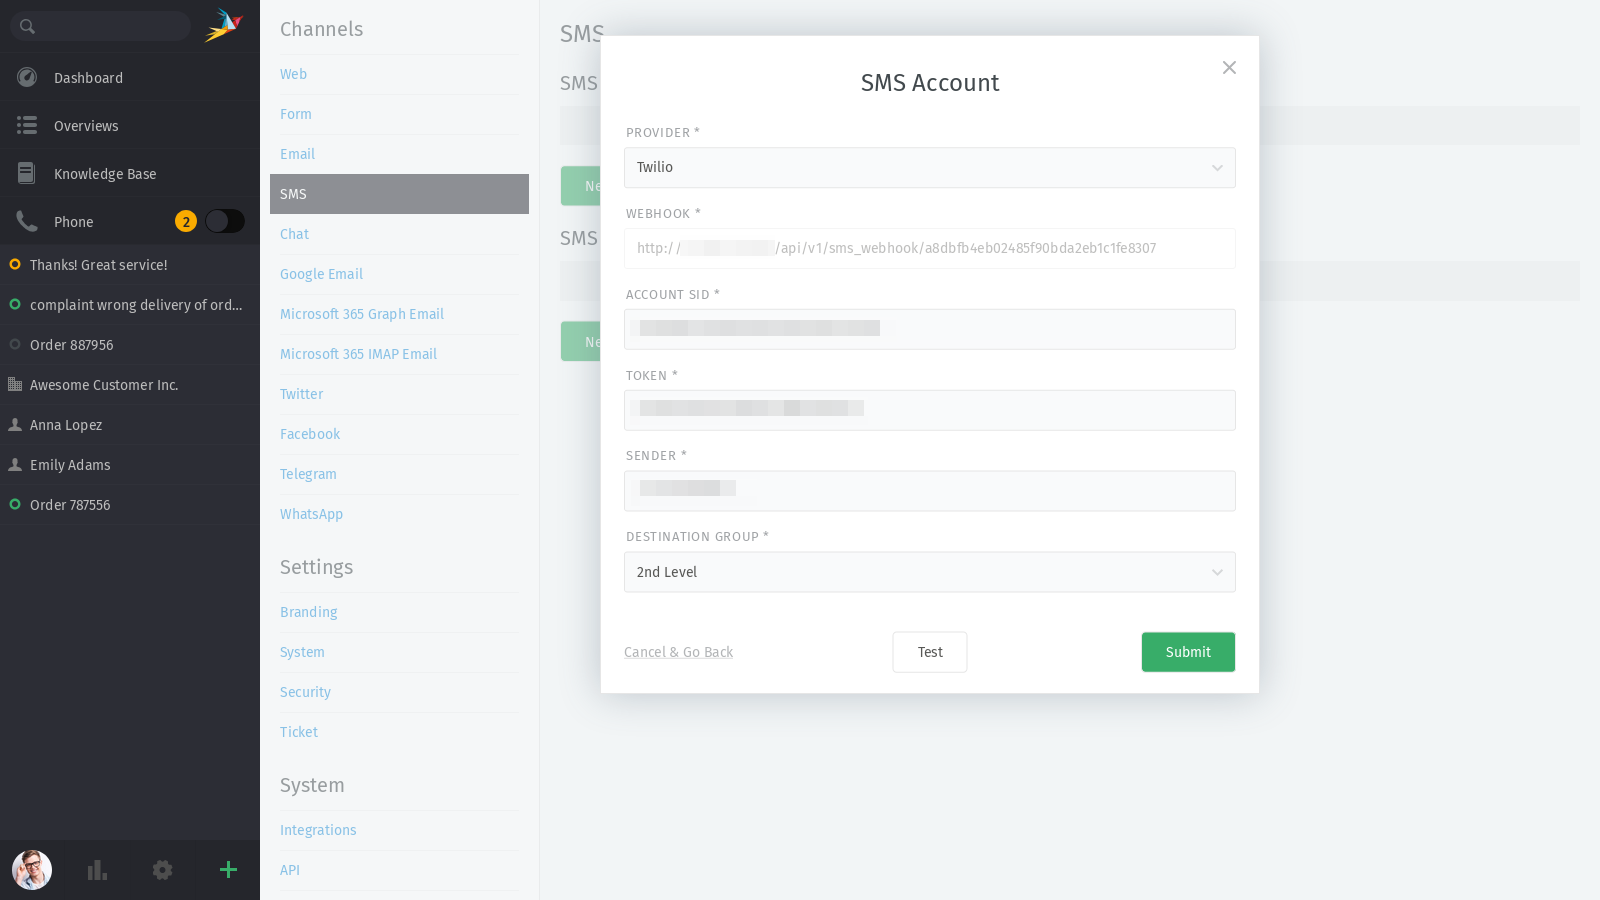 Dashboard
Overviews
Knowledge Base
Phone 2
Thanks! Great service!
complaint wrong delivery of ord...
Order 887956
Awesome Customer Inc.
Anna Lopez
Emily Adams
Order 787556
Channels
Web
Form
Email
SMS
Chat
Google Email
Microsoft 365 Graph Email
Microsoft 365 IMAP Email
Twitter
Facebook
Telegram
WhatsApp
Settings
Branding
System
Security
Ticket
System
Integrations
API
SMS
SMS
Ne
SMS
Ne
SMS Account
PROVIDER *
Twilio
WEBHOOK *
http:// /api/v1/sms_webhook/a8dbfb4eb02485f90bda2eb1c1fe8307
ACCOUNT SID *
TOKEN *
SENDER *
DESTINATION GROUP *
2nd Level
Cancel & Go Back
Test
Submit